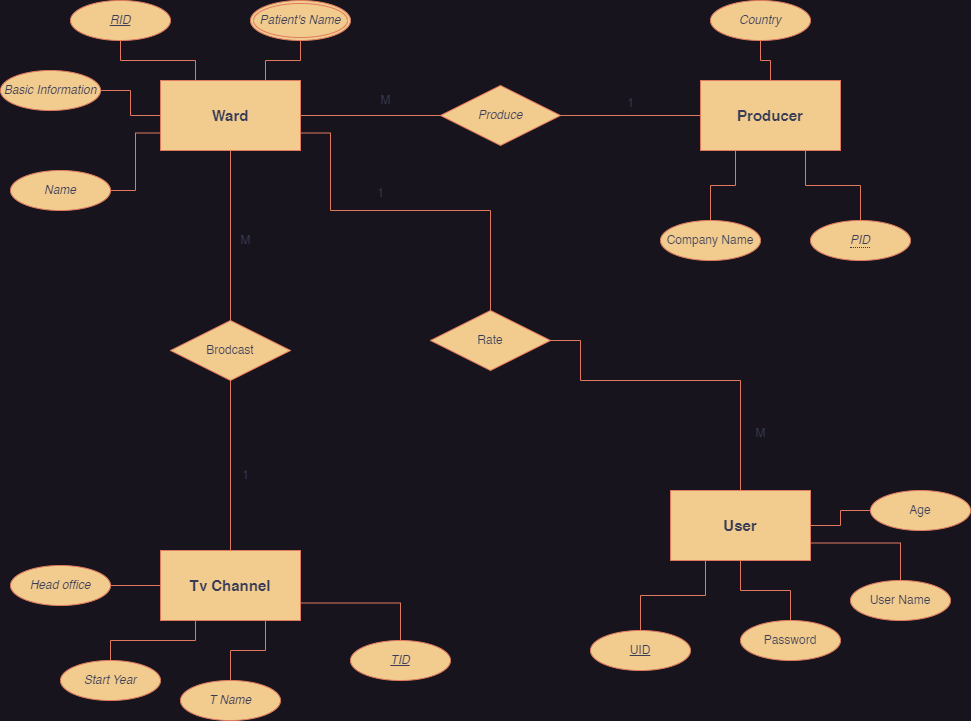 RID
Patient's Name
Country
Basic Information
Ward
M
Produce
1
Producer
Name
1
Company Name
PID
M
Brodcast
Rate
M
1
User
Age
Head office
Tv Channel
User Name
Start Year
T Name
TID
UID
Password